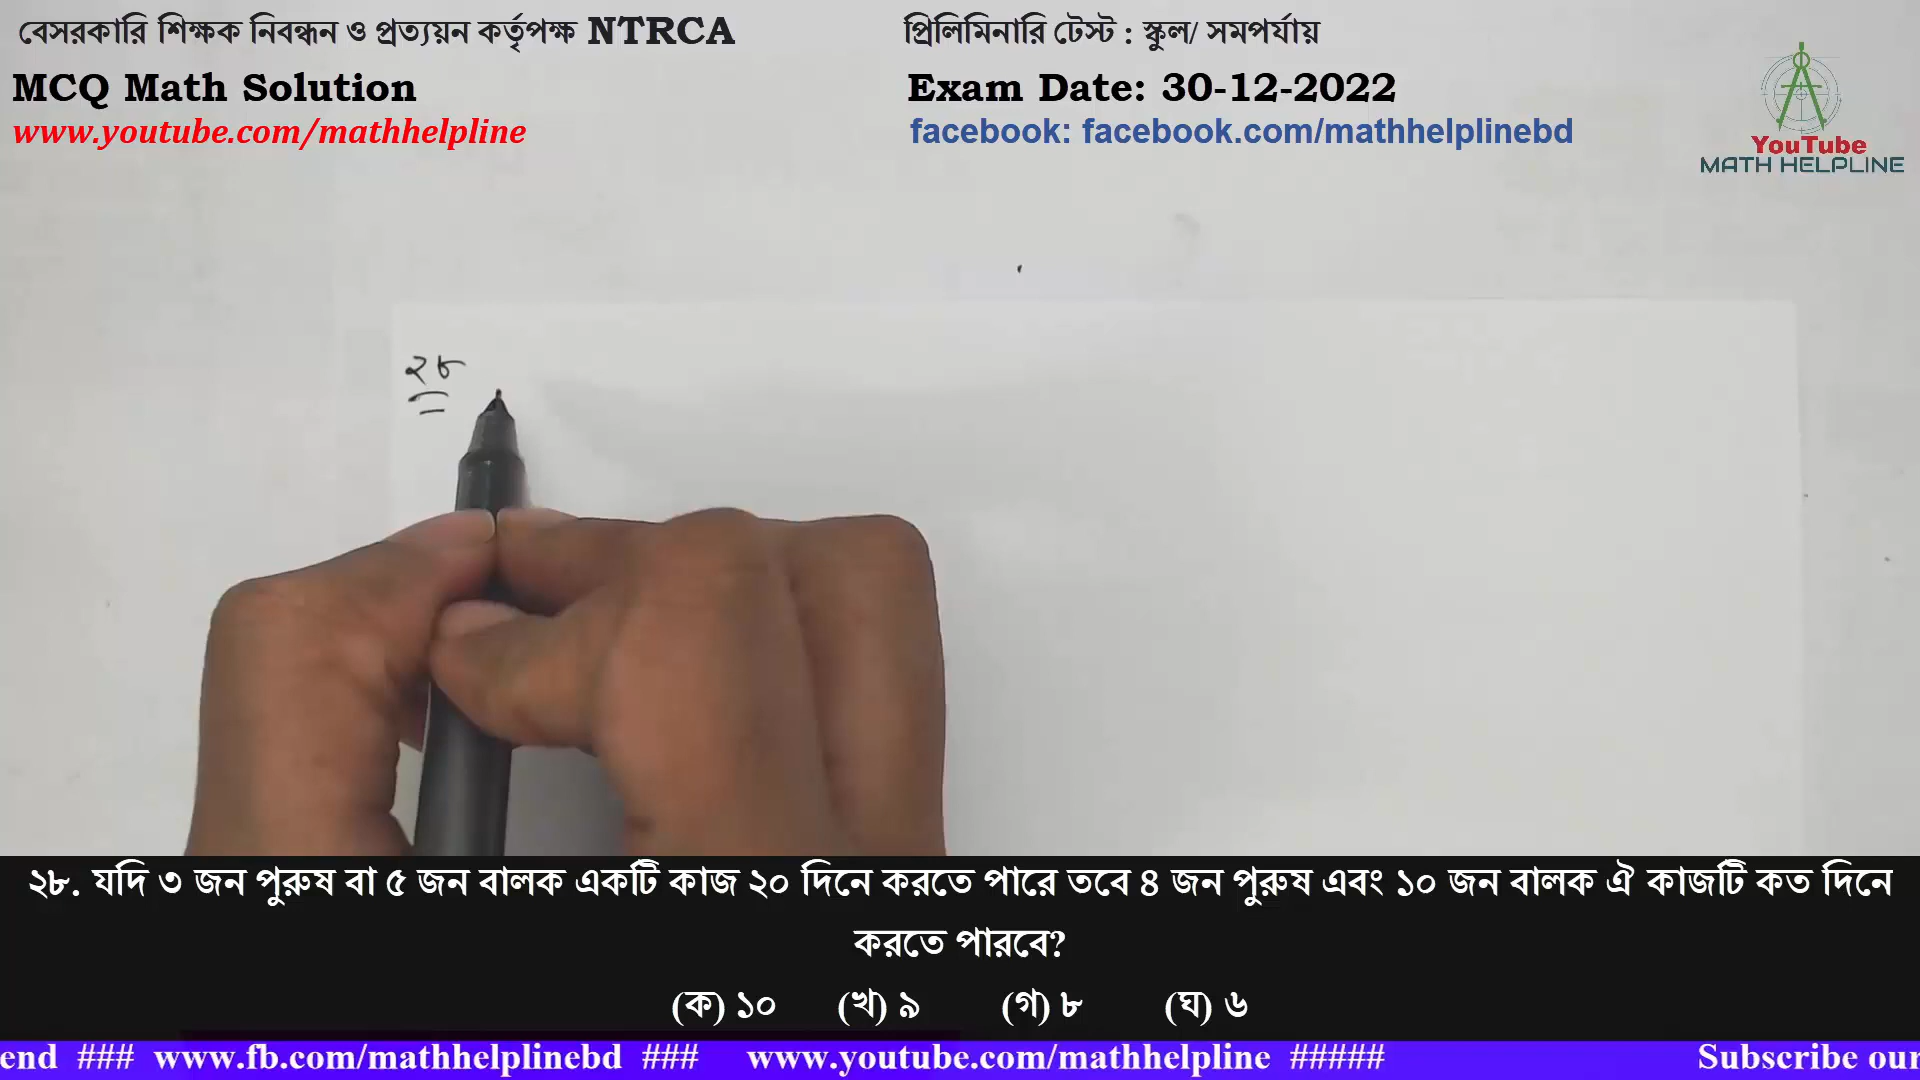 বেসরকারি শিক্ষক নিবন্ধন ও প্রত্যয়ন কর্তৃপক্ষ NTRCA
প্রিলিমিনারি টেস্ট : স্কুল/ সমপর্যায়
MCQ Math Solution
Exam Date: 30-12-2022
www.youtube.com/mathhelpline
facebook: facebook.com/mathhelplinebd
YouTube
MATH HELPLINE
২৮
২৮. যদি ৩ জন পুরুষ বা ৫ জন বালক একটি কাজ ২০ দিনে করতে পারে তবে ৪ জন পুরুষ এবং ১০ জন বালক ঐ কাজটি কত দিনে
করতে পারবে?
(ক) ১০ (খ) ৯ (গ) ৮ (ঘ) ৬
end ### www.fb.com/mathhelplinebd ### www.youtube.com/mathhelpline ##### Subscribe our